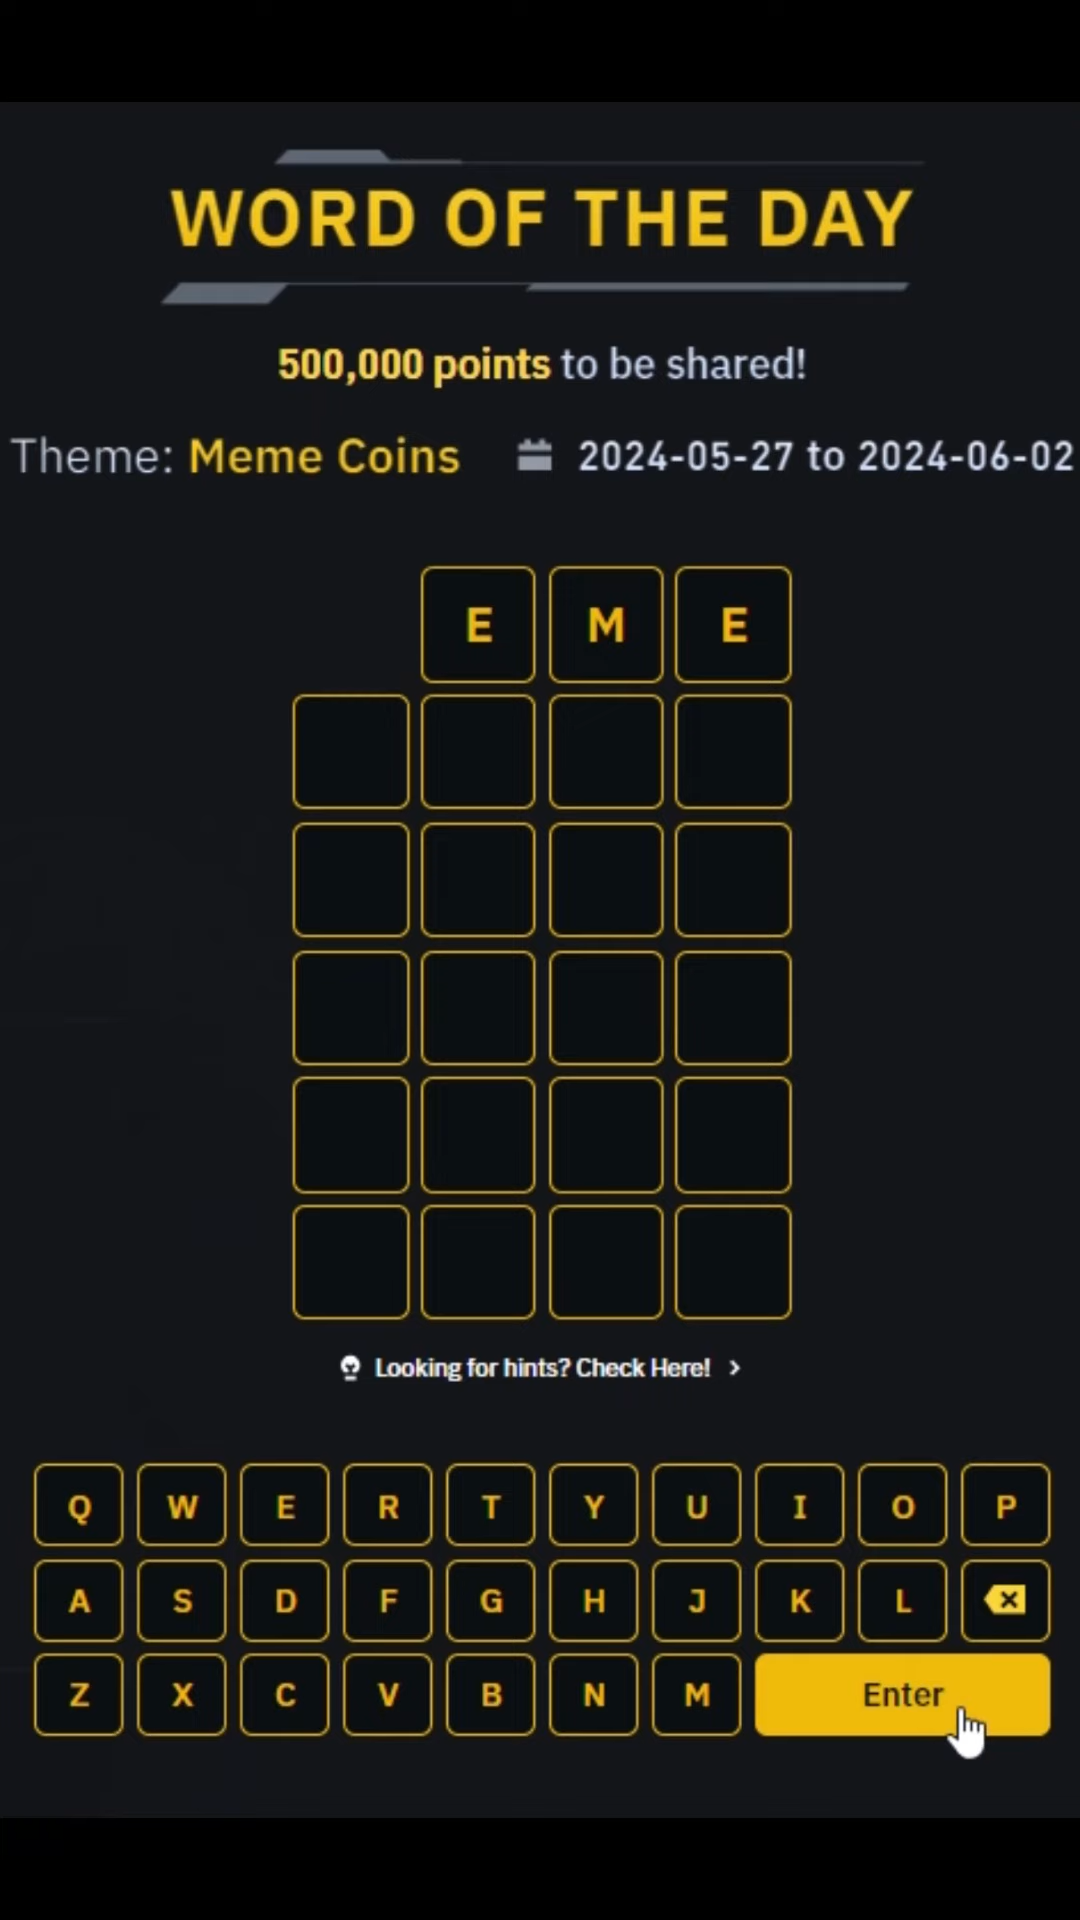 WORD OF THE DAY
500,000 points to be shared!
Theme: Meme Coins 2024-05-27 to 2024-06-02
E M E
Looking for hints? Check Here! >
Q W E R T Y U I O P
A S D F G H J K L
Z X C V B N M Enter